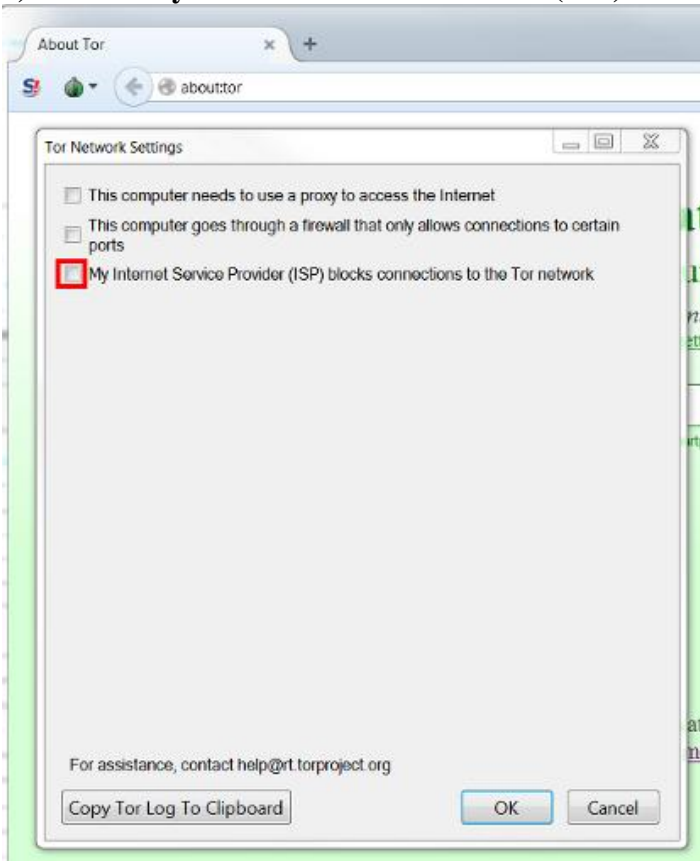 About Tor
S!
about:tor
Tor Network Settings
This computer needs to use a proxy to access the Internet
This computer goes through a firewall that only allows connections to certain
ports
My Internet Service Provider (ISP) blocks connections to the Tor network
For assistance, contact help@rt.torproject.org
Copy Tor Log To Clipboard
OK
Cancel